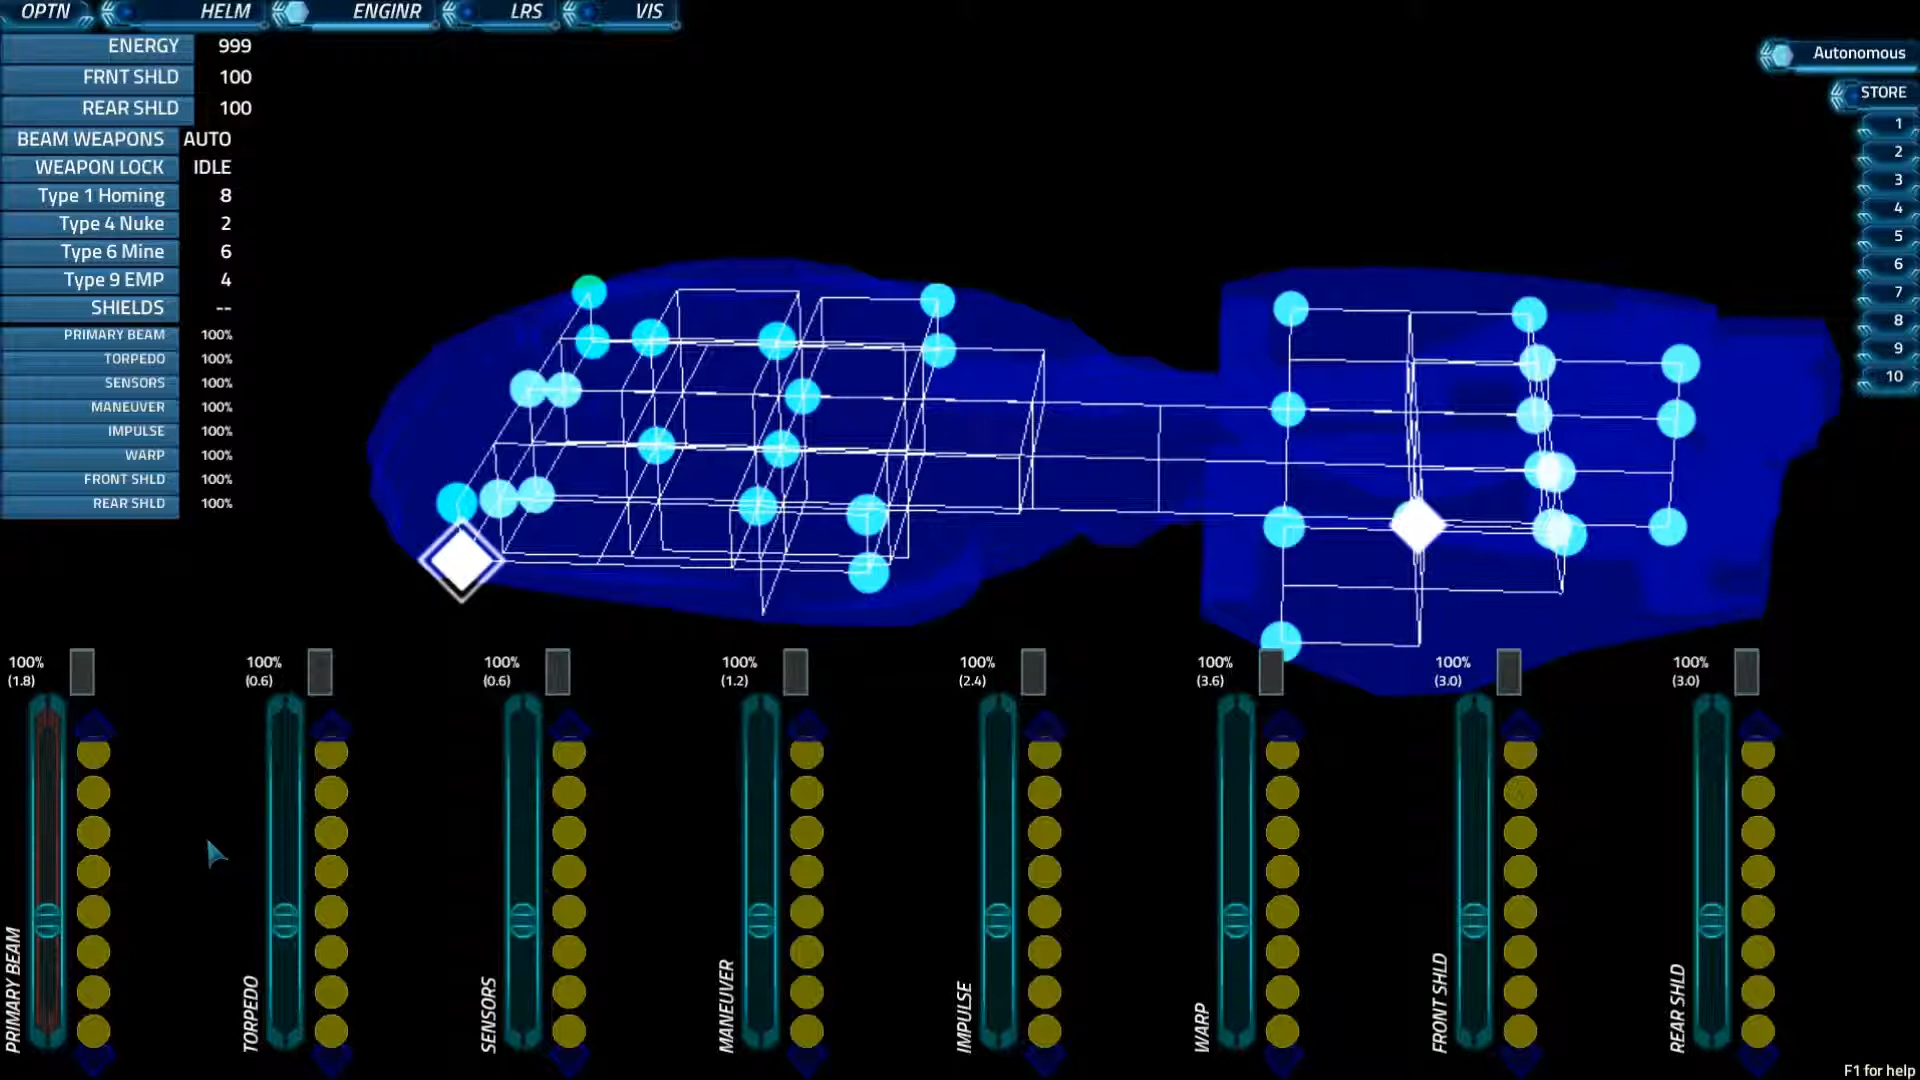 OPTN HELM ENGINR LRS VIS
ENERGY 999
FRNT SHLD 100
REAR SHLD 100
BEAM WEAPONS AUTO
WEAPON LOCK IDLE
Type 1 Homing 8
Type 4 Nuke 2
Type 6 Mine 6
Type 9 EMP 4
SHIELDS --
PRIMARY BEAM 100%
TORPEDO 100%
SENSORS 100%
MANEUVER 100%
IMPULSE 100%
WARP 100%
FRONT SHLD 100%
REAR SHLD 100%
Autonomous
STORE
1
2
3
4
5
6
7
8
9
10
100% 100% 100% 100% 100% 100% 100% 100%
(1.8) (0.6) (0.6) (1.2) (2.4) (3.6) (3.0) (3.0)
PRIMARY BEAM
TORPEDO
SENSORS
MANEUVER
IMPULSE
WARP
FRONT SHLD
REAR SHLD
F1 for help